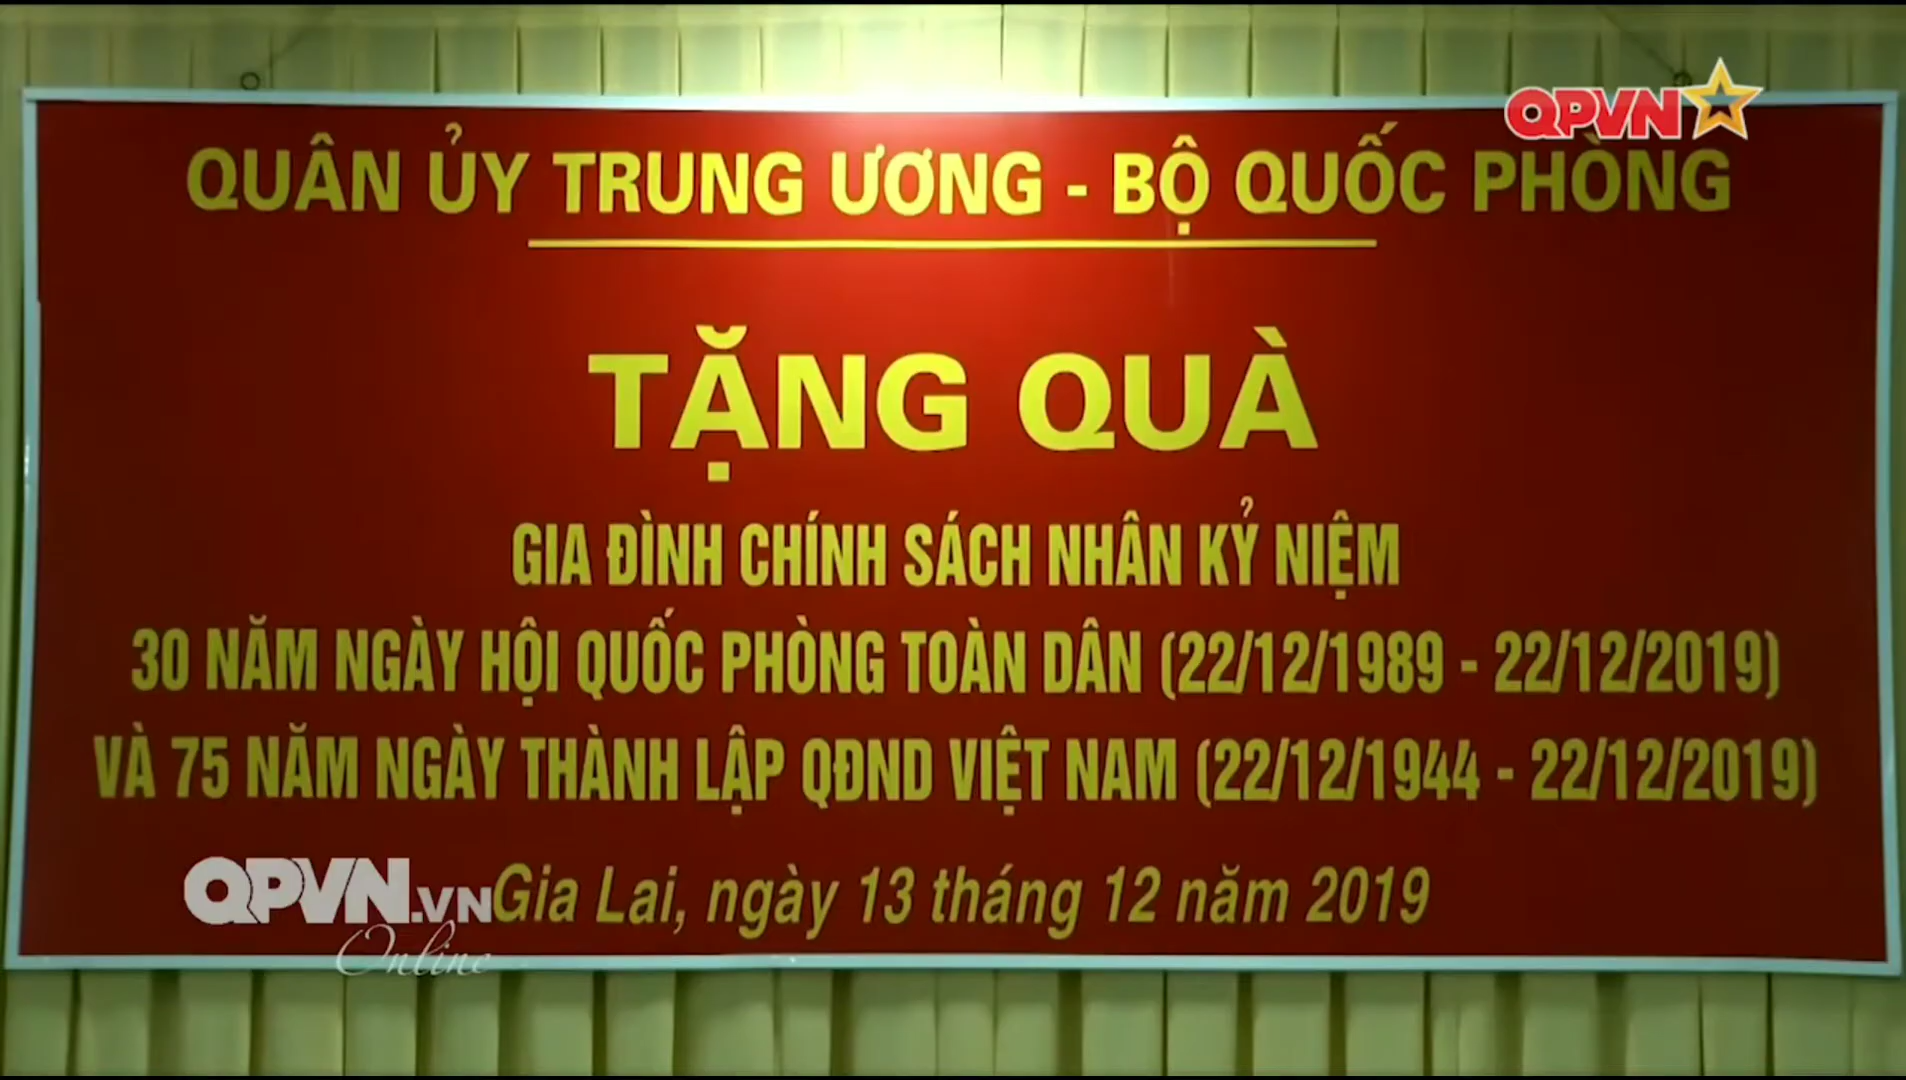 QPVN
QUÂN ỦY TRUNG ƯƠNG - BỘ QUỐC PHÒNG
TẶNG QUÀ
GIA ĐÌNH CHÍNH SÁCH NHÂN KỶ NIỆM
30 NĂM NGÀY HỘI QUỐC PHÒNG TOÀN DÂN (22/12/1989 - 22/12/2019)
VÀ 75 NĂM NGÀY THÀNH LẬP QĐND VIỆT NAM (22/12/1944 - 22/12/2019)
Gia Lai, ngày 13 tháng 12 năm 2019
QPVN.VN
Online